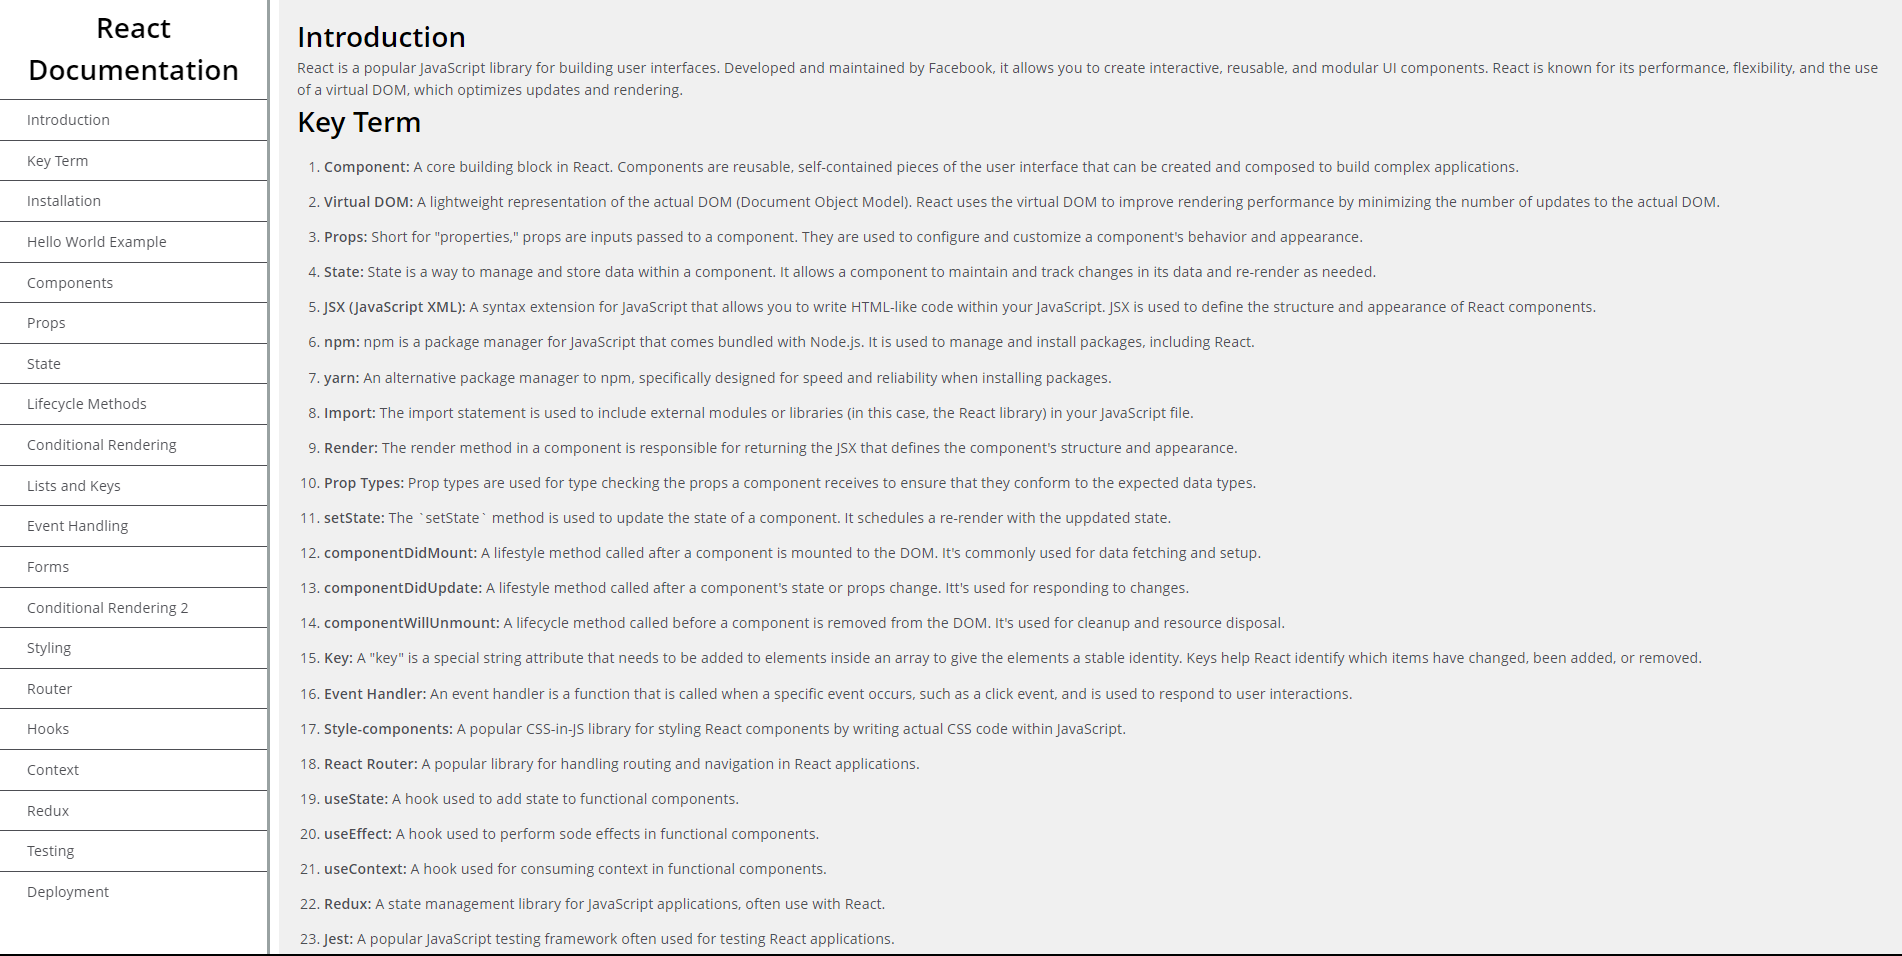 React
Documentation
Introduction
Key Term
Installation
Hello World Example
Components
Props
State
Lifecycle Methods
Conditional Rendering
Lists and Keys
Event Handling
Forms
Conditional Rendering 2
Styling
Router
Hooks
Context
Redux
Testing
Deployment
Introduction
React is a popular JavaScript library for building user interfaces. Developed and maintained by Facebook, it allows you to create interactive, reusable, and modular UI components. React is known for its performance, flexibility, and the use
of a virtual DOM, which optimizes updates and rendering.
Key Term
1. Component: A core building block in React. Components are reusable, self-contained pieces of the user interface that can be created and composed to build complex applications.
2. Virtual DOM: A lightweight representation of the actual DOM (Document Object Model). React uses the virtual DOM to improve rendering performance by minimizing the number of updates to the actual DOM.
3. Props: Short for "properties," props are inputs passed to a component. They are used to configure and customize a component's behavior and appearance.
4. State: State is a way to manage and store data within a component. It allows a component to maintain and track changes in its data and re-render as needed.
5. JSX (JavaScript XML): A syntax extension for JavaScript that allows you to write HTML-like code within your JavaScript. JSX is used to define the structure and appearance of React components.
6. npm: npm is a package manager for JavaScript that comes bundled with Node.js. It is used to manage and install packages, including React.
7. yarn: An alternative package manager to npm, specifically designed for speed and reliability when installing packages.
8. Import: The import statement is used to include external modules or libraries (in this case, the React library) in your JavaScript file.
9. Render: The render method in a component is responsible for returning the JSX that defines the component's structure and appearance.
10. Prop Types: Prop types are used for type checking the props a component receives to ensure that they conform to the expected data types.
11. setState: The `setState` method is used to update the state of a component. It schedules a re-render with the uppdated state.
12. componentDidMount: A lifestyle method called after a component is mounted to the DOM. It's commonly used for data fetching and setup.
13. componentDidUpdate: A lifestyle method called after a component's state or props change. Itt's used for responding to changes.
14. componentWillUnmount: A lifecycle method called before a component is removed from the DOM. It's used for cleanup and resource disposal.
15. Key: A "key" is a special string attribute that needs to be added to elements inside an array to give the elements a stable identity. Keys help React identify which items have changed, been added, or removed.
16. Event Handler: An event handler is a function that is called when a specific event occurs, such as a click event, and is used to respond to user interactions.
17. Style-components: A popular CSS-in-JS library for styling React components by writing actual CSS code within JavaScript.
18. React Router: A popular library for handling routing and navigation in React applications.
19. useState: A hook used to add state to functional components.
20. useEffect: A hook used to perform sode effects in functional components.
21. useContext: A hook used for consuming context in functional components.
22. Redux: A state management library for JavaScript applications, often use with React.
23. Jest: A popular JavaScript testing framework often used for testing React applications.